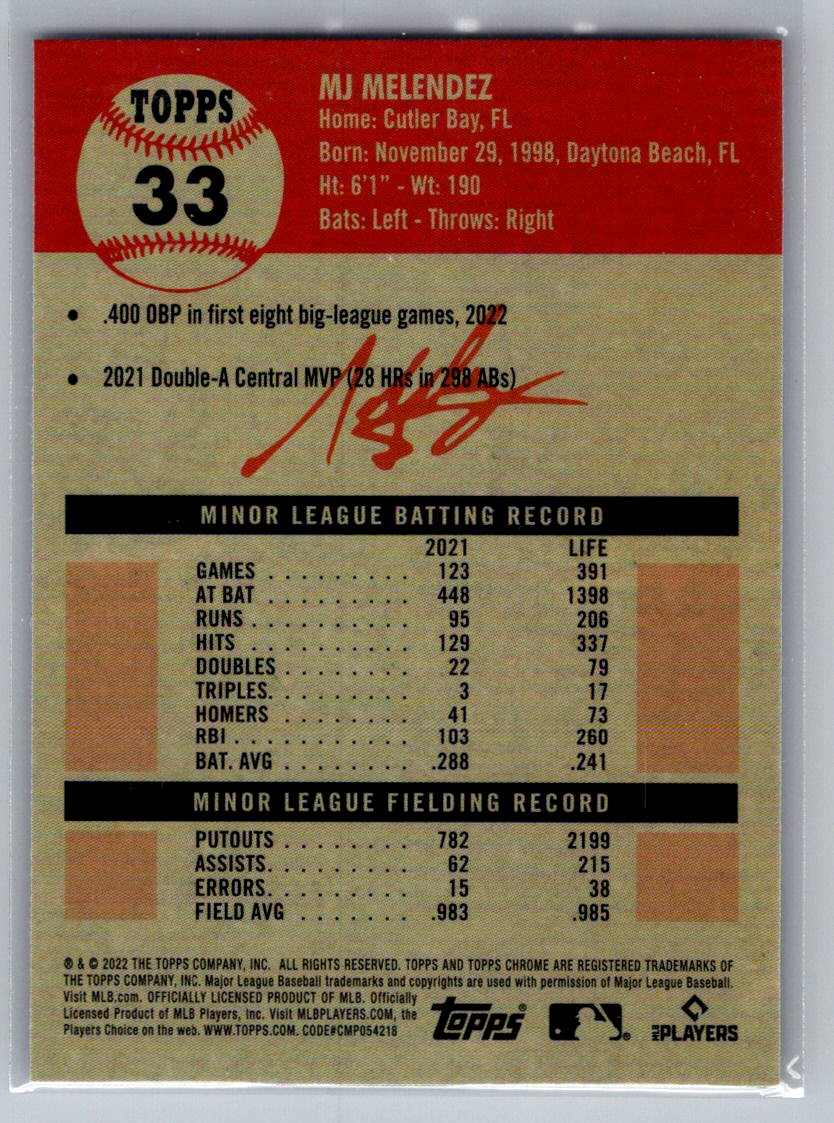 TOPPS
33
MJ MELENDEZ
Home: Cutler Bay, FL
Born: November 29, 1998, Daytona Beach, FL
Ht: 6'1" - Wt: 190
Bats: Left - Throws: Right
• .400 OBP in first eight big-league games, 2022
• 2021 Double-A Central MVP (28 HRs in 298 ABs)
MINOR LEAGUE BATTING RECORD
2021 LIFE
GAMES . . . . . . . . . 123 391
AT BAT . . . . . . . . . 448 1398
RUNS . . . . . . . . . . 95 206
HITS . . . . . . . . . . 129 337
DOUBLES . . . . . . . . 22 79
TRIPLES. . . . . . . . . 3 17
HOMERS . . . . . . . . 41 73
RBI . . . . . . . . . . . 103 260
BAT. AVG . . . . . . . . .288 .241
MINOR LEAGUE FIELDING RECORD
PUTOUTS . . . . . . . . 782 2199
ASSISTS. . . . . . . . . 62 215
ERRORS. . . . . . . . . 15 38
FIELD AVG . . . . . . . .983 .985
® & © 2022 THE TOPPS COMPANY, INC. ALL RIGHTS RESERVED. TOPPS AND TOPPS CHROME ARE REGISTERED TRADEMARKS OF
THE TOPPS COMPANY, INC. Major League Baseball trademarks and copyrights are used with permission of Major League Baseball.
Visit MLB.com. OFFICIALLY LICENSED PRODUCT OF MLB. Officially
Licensed Product of MLB Players, Inc. Visit MLBPLAYERS.COM, the
Players Choice on the web. WWW.TOPPS.COM. CODE#CMP054218
topps®
®
MLB PLAYERS